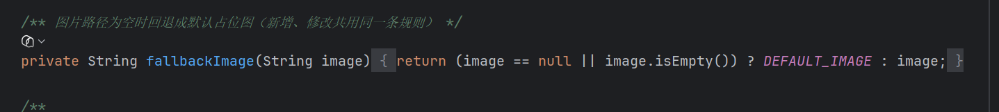 /** 图片路径为空时回退成默认占位图（新增、修改共用同一条规则） */
private String fallbackImage(String image) { return (image == null || image.isEmpty()) ? DEFAULT_IMAGE : image; }
/**